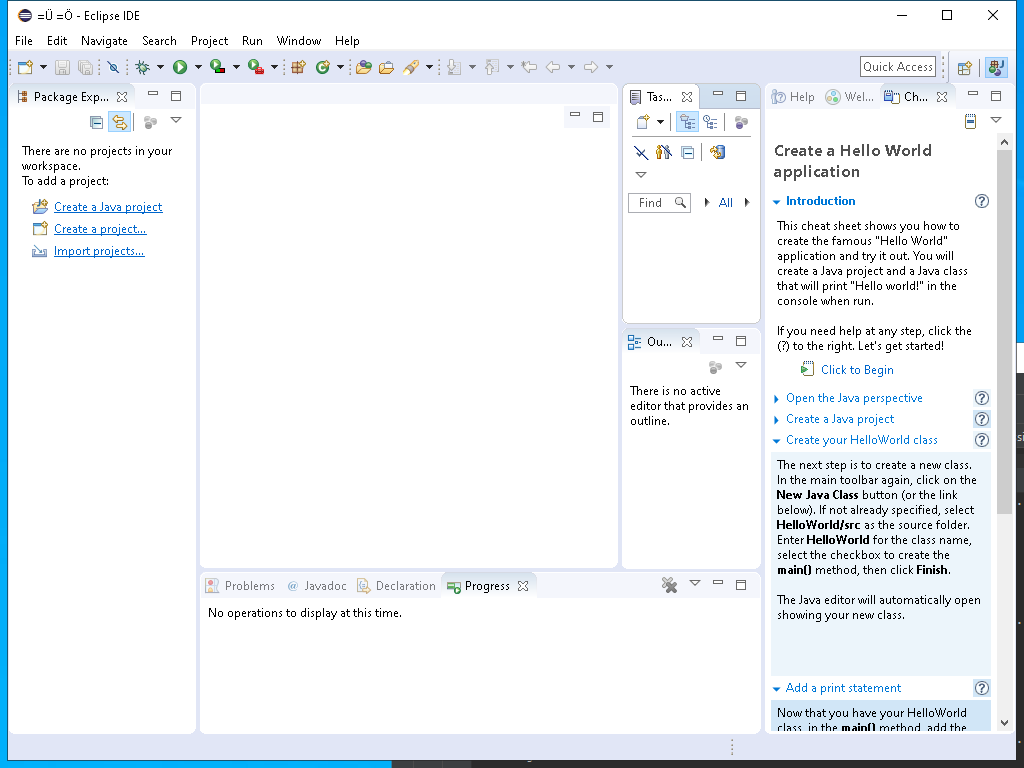 =Ü =Ö - Eclipse IDE
File Edit Navigate Search Project Run Window Help
Quick Access
Package Exp...
Tas...
Help
Wel...
Ch...
There are no projects in your
workspace.
To add a project:
Create a Java project
Create a project...
Import projects...
Find
All
Ou...
There is no active
editor that provides an
outline.
Create a Hello World
application
Introduction
This cheat sheet shows you how to
create the famous "Hello World"
application and try it out. You will
create a Java project and a Java class
that will print "Hello world!" in the
console when run.
If you need help at any step, click the
(?) to the right. Let's get started!
Click to Begin
Open the Java perspective
Create a Java project
Create your HelloWorld class
The next step is to create a new class.
In the main toolbar again, click on the
New Java Class button (or the link
below). If not already specified, select
HelloWorld/src as the source folder.
Enter HelloWorld for the class name,
select the checkbox to create the
main() method, then click Finish.
The Java editor will automatically open
showing your new class.
Add a print statement
Now that you have your HelloWorld
class, in the main() method, add the
Problems @ Javadoc Declaration Progress
No operations to display at this time.